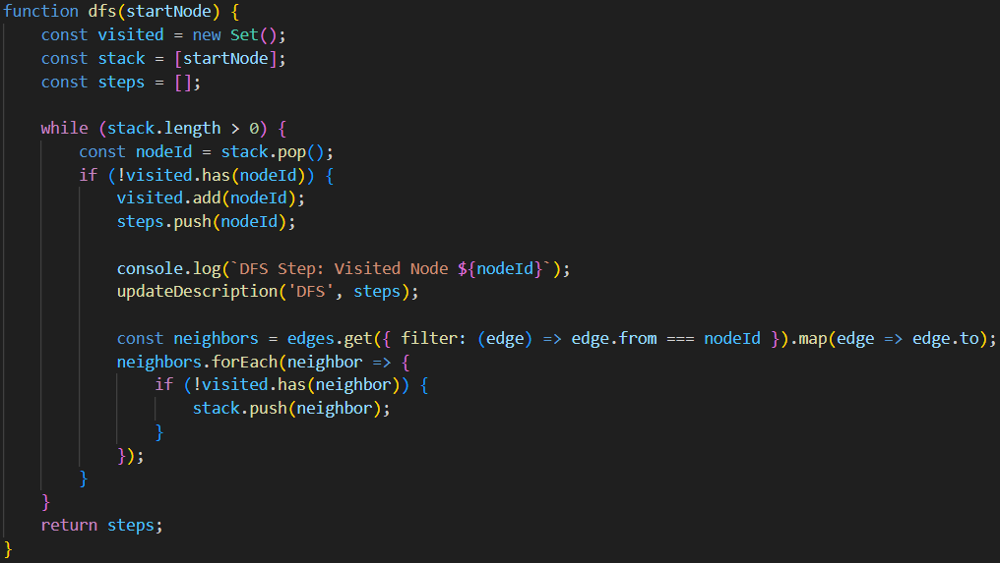 function dfs(startNode) {
    const visited = new Set();
    const stack = [startNode];
    const steps = [];

    while (stack.length > 0) {
        const nodeId = stack.pop();
        if (!visited.has(nodeId)) {
            visited.add(nodeId);
            steps.push(nodeId);

            console.log(`DFS Step: Visited Node ${nodeId}`);
            updateDescription('DFS', steps);

            const neighbors = edges.get({ filter: (edge) => edge.from === nodeId }).map(edge => edge.to);
            neighbors.forEach(neighbor => {
                if (!visited.has(neighbor)) {
                    stack.push(neighbor);
                }
            });
        }
    }
    return steps;
}